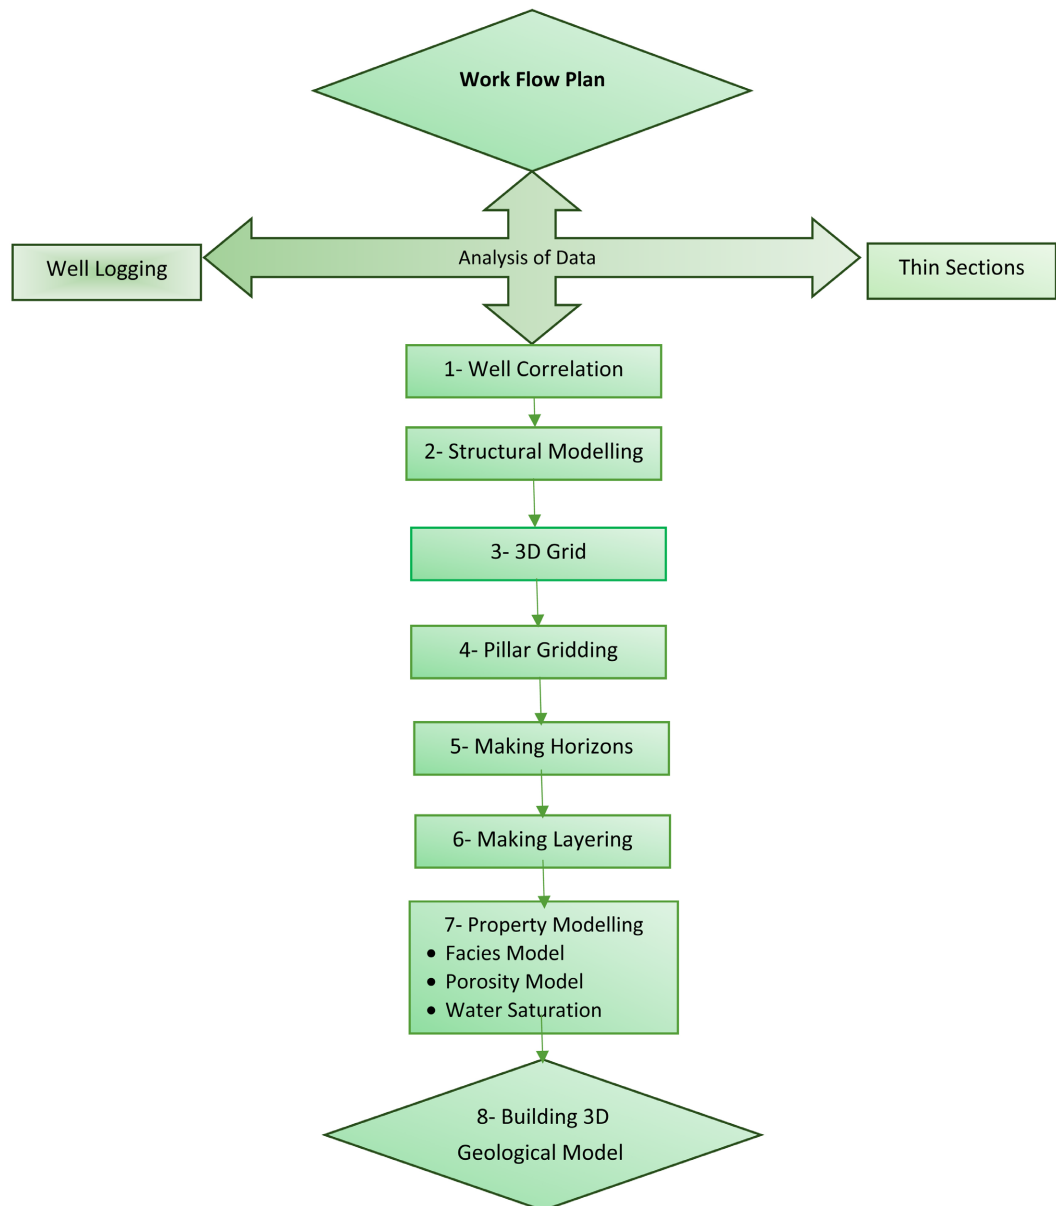 Work Flow Plan
Well Logging
Analysis of Data
Thin Sections
1- Well Correlation
2- Structural Modelling
3- 3D Grid
4- Pillar Gridding
5- Making Horizons
6- Making Layering
7- Property Modelling
• Facies Model
• Porosity Model
• Water Saturation
8- Building 3D
Geological Model